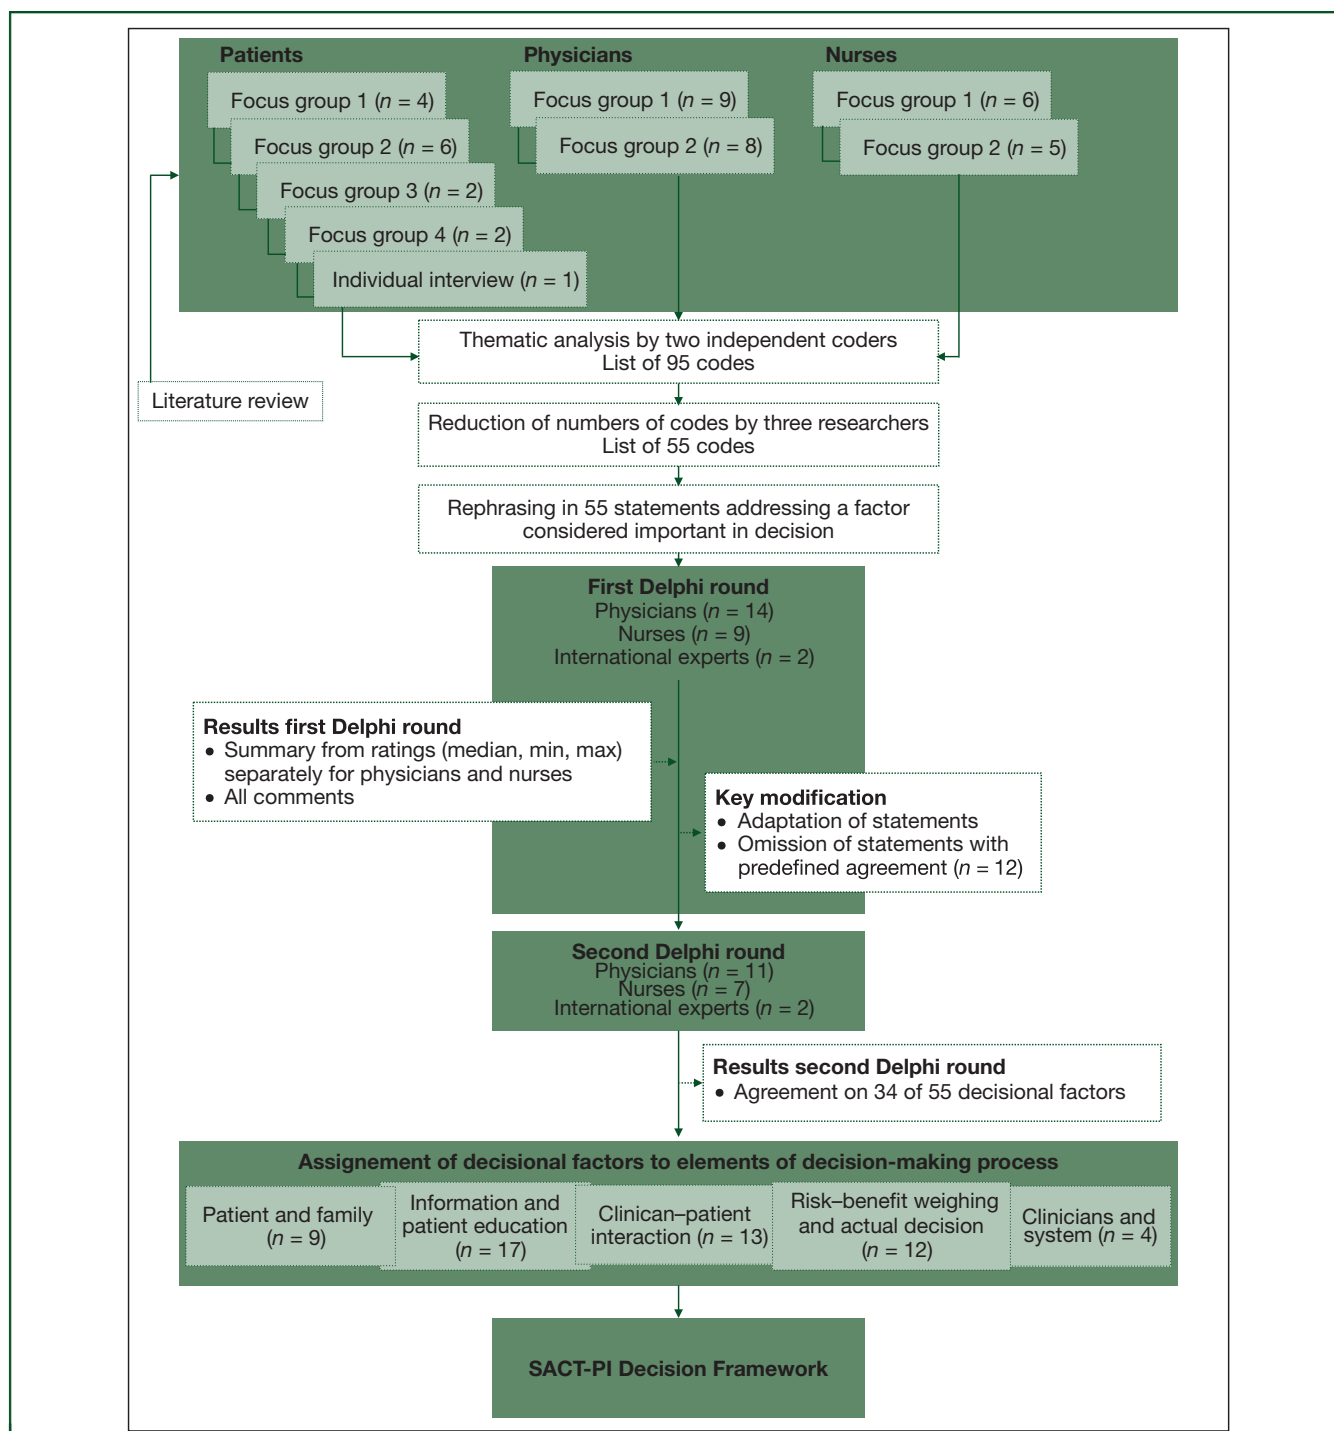 Patients
Focus group 1 (n = 4)
Focus group 2 (n = 6)
Focus group 3 (n = 2)
Focus group 4 (n = 2)
Individual interview (n = 1)
Physicians
Focus group 1 (n = 9)
Focus group 2 (n = 8)
Nurses
Focus group 1 (n = 6)
Focus group 2 (n = 5)
Literature review
Thematic analysis by two independent coders
List of 95 codes
Reduction of numbers of codes by three researchers
List of 55 codes
Rephrasing in 55 statements addressing a factor
considered important in decision
First Delphi round
Physicians (n = 14)
Nurses (n = 9)
International experts (n = 2)
Results first Delphi round
• Summary from ratings (median, min, max)
separately for physicians and nurses
• All comments
Key modification
• Adaptation of statements
• Omission of statements with
predefined agreement (n = 12)
Second Delphi round
Physicians (n = 11)
Nurses (n = 7)
International experts (n = 2)
Results second Delphi round
• Agreement on 34 of 55 decisional factors
Assignement of decisional factors to elements of decision-making process
Patient and family
(n = 9)
Information and
patient education
(n = 17)
Clinican–patient
interaction (n = 13)
Risk–benefit weighing
and actual decision
(n = 12)
Clinicians and
system (n = 4)
SACT-PI Decision Framework